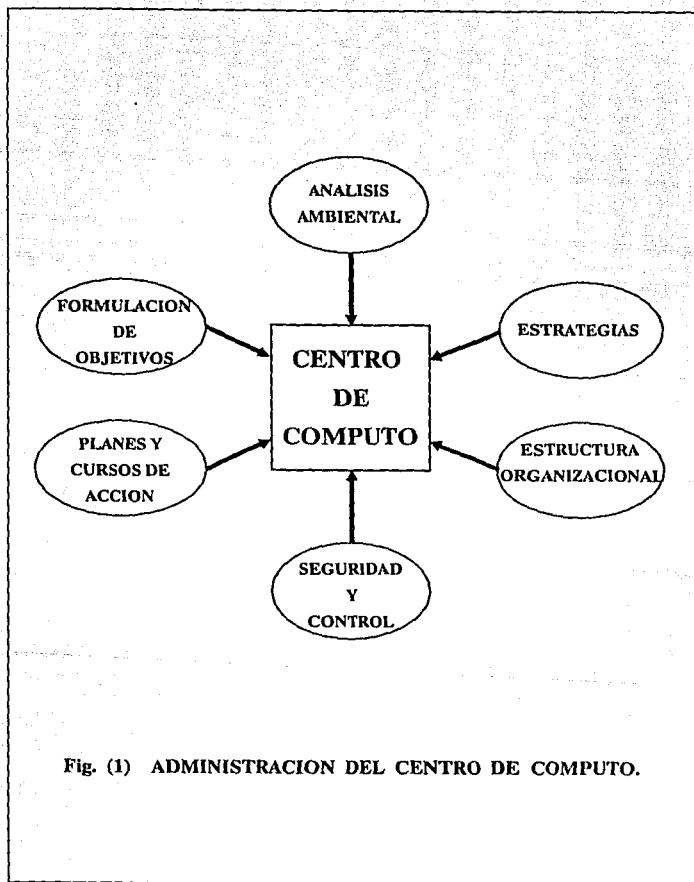 ANALISIS
AMBIENTAL
FORMULACION
DE
OBJETIVOS
ESTRATEGIAS
CENTRO
DE
COMPUTO
PLANES Y
CURSOS DE
ACCION
ESTRUCTURA
ORGANIZACIONAL
SEGURIDAD
Y
CONTROL
Fig. (1) ADMINISTRACION DEL CENTRO DE COMPUTO.